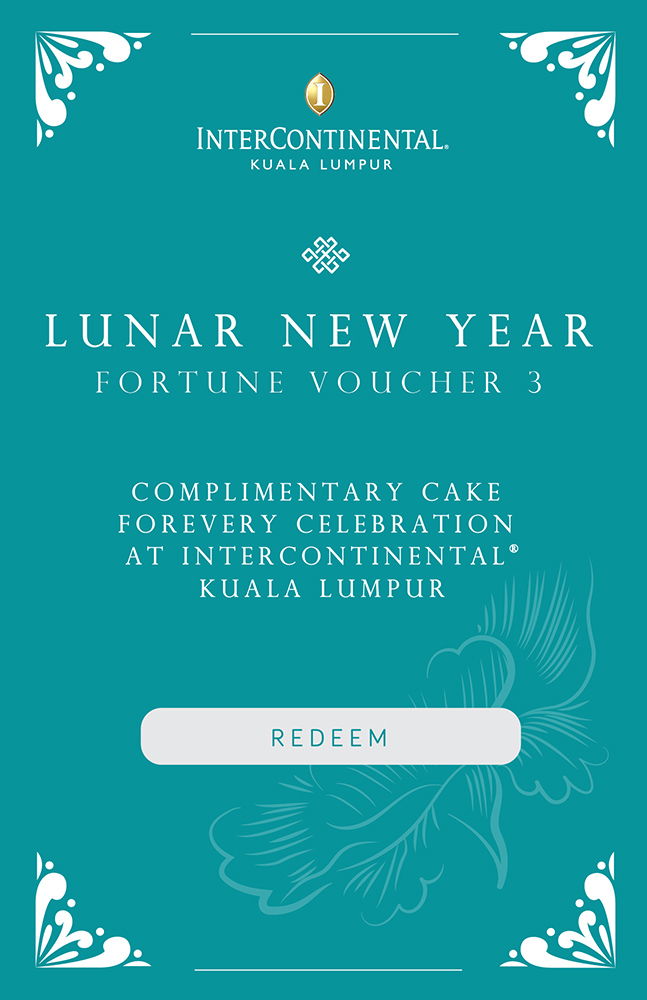 I
INTERCONTINENTAL®
KUALA LUMPUR
LUNAR NEW YEAR
FORTUNE VOUCHER 3
COMPLIMENTARY CAKE
FOREVERY CELEBRATION
AT INTERCONTINENTAL®
KUALA LUMPUR
REDEEM